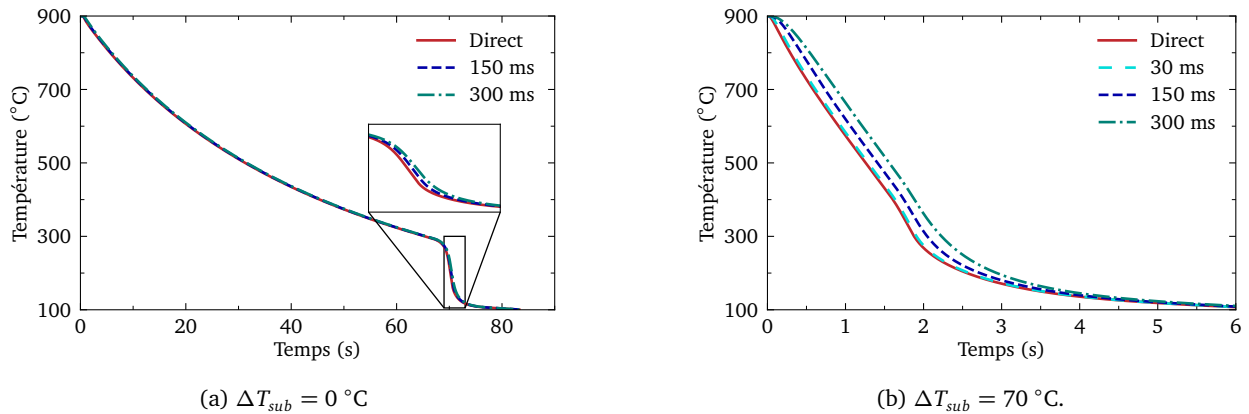 900
700
500
300
100
0
20
40
60
80
Température (°C)
Temps (s)
Direct
150 ms
300 ms
(a) ΔT_sub = 0 °C
900
700
500
300
100
0
1
2
3
4
5
6
Température (°C)
Temps (s)
Direct
30 ms
150 ms
300 ms
(b) ΔT_sub = 70 °C.